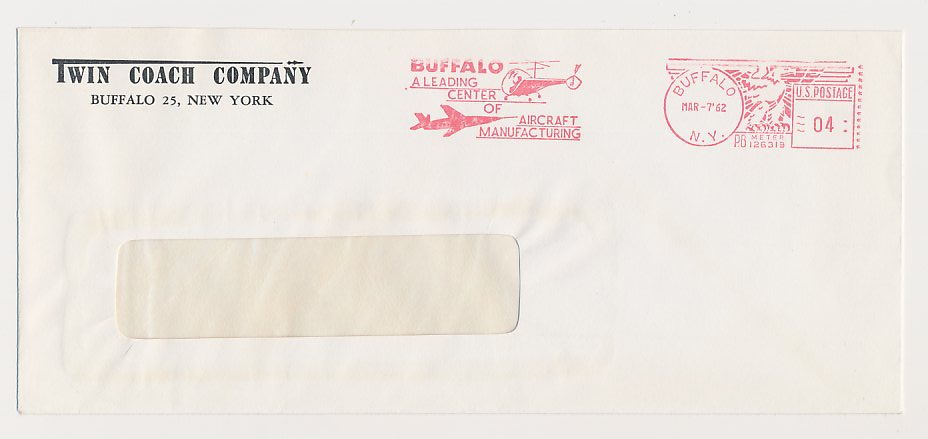 TWIN COACH COMPANY
BUFFALO 25, NEW YORK
BUFFALO
A LEADING
CENTER
OF
AIRCRAFT
MANUFACTURING
BUFFALO
MAR-7'62
N.Y.
U.S. POSTAGE
04
P.B METER
126319